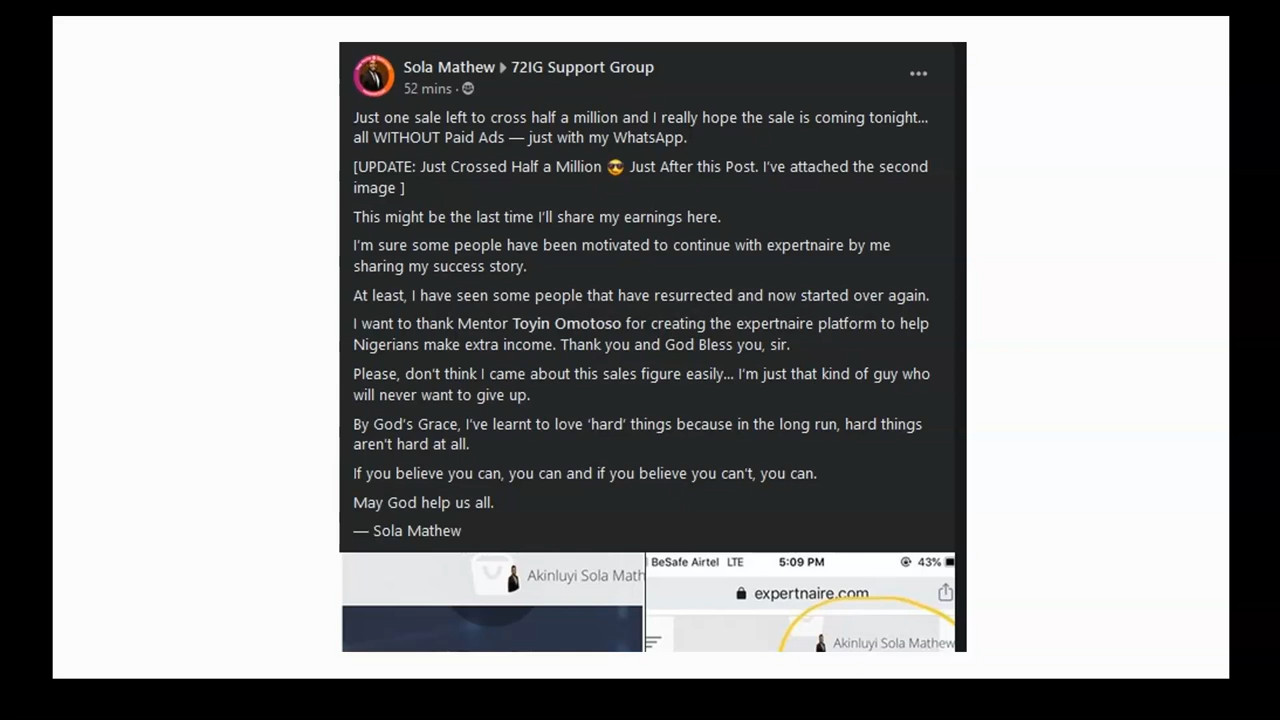 Sola Mathew 72IG Support Group
52 mins ·
Just one sale left to cross half a million and I really hope the sale is coming tonight...
all WITHOUT Paid Ads — just with my WhatsApp.
[UPDATE: Just Crossed Half a Million 😎 Just After this Post. I've attached the second
image ]
This might be the last time I'll share my earnings here.
I'm sure some people have been motivated to continue with expertnaire by me
sharing my success story.
At least, I have seen some people that have resurrected and now started over again.
I want to thank Mentor Toyin Omotoso for creating the expertnaire platform to help
Nigerians make extra income. Thank you and God Bless you, sir.
Please, don't think I came about this sales figure easily... I'm just that kind of guy who
will never want to give up.
By God's Grace, I've learnt to love ‘hard’ things because in the long run, hard things
aren't hard at all.
If you believe you can, you can and if you believe you can't, you can.
May God help us all.
— Sola Mathew
Akinluyi Sola Math
BeSafe Airtel LTE 5:09 PM 43%
expertnaire.com
Akinluyi Sola Mathew